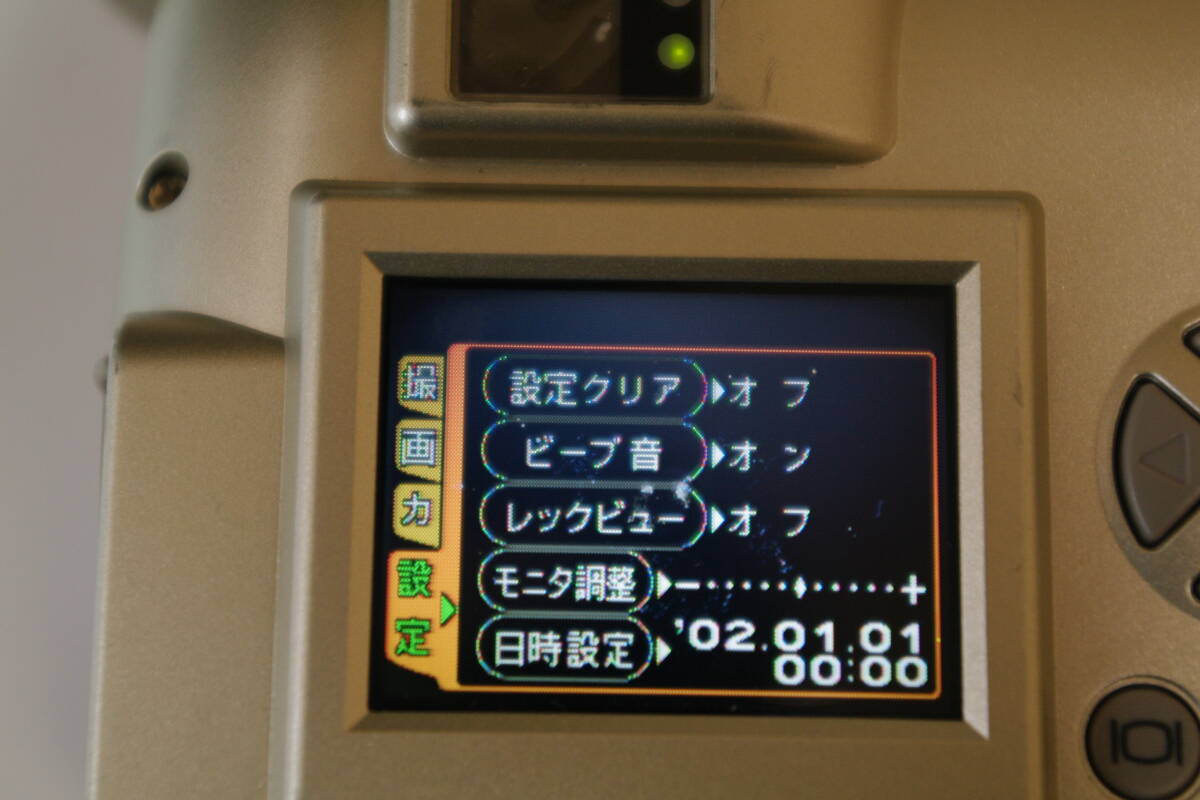 撮
画
カ
設定
設定クリア オフ
ビープ音 オン
レックビュー オフ
モニタ調整 − +
日時設定 '02.01.01
00:00
|O|